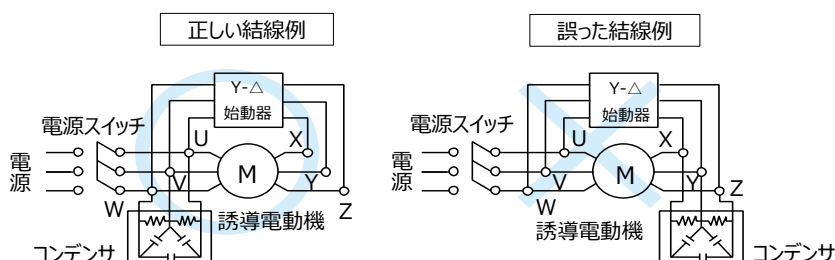 正しい結線例
誤った結線例
Y-△
始動器
電源スイッチ
U
X
電源
M
V
Y
W
Z
誘導電動機
コンデンサ
Y-△
始動器
電源スイッチ
U
X
電源
M
V
Y
Z
W
誘導電動機
コンデンサ